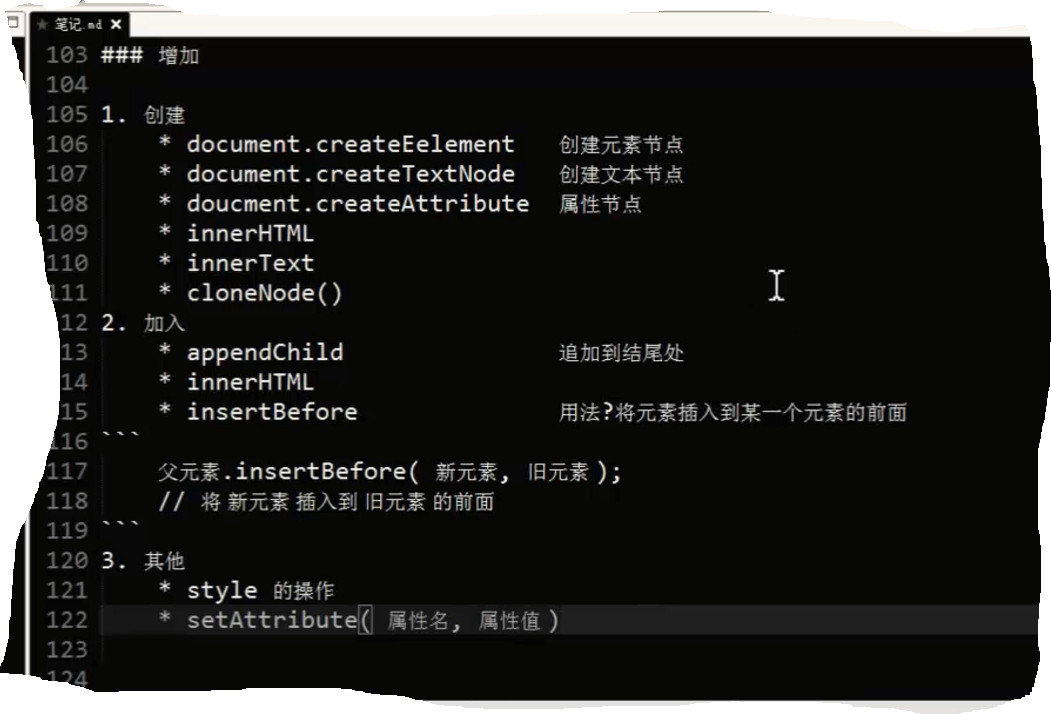 笔记.md
103 ### 增加
104
105 1. 创建
106 * document.createEelement 创建元素节点
107 * document.createTextNode 创建文本节点
108 * doucment.createAttribute 属性节点
109 * innerHTML
110 * innerText
111 * cloneNode()
12 2. 加入
13 * appendChild 追加到结尾处
14 * innerHTML
15 * insertBefore 用法?将元素插入到某一个元素的前面
116 ```
117 父元素.insertBefore( 新元素, 旧元素 );
118 // 将 新元素 插入到 旧元素 的前面
119 ```
120 3. 其他
121 * style 的操作
122 * setAttribute( 属性名, 属性值 )
123
124